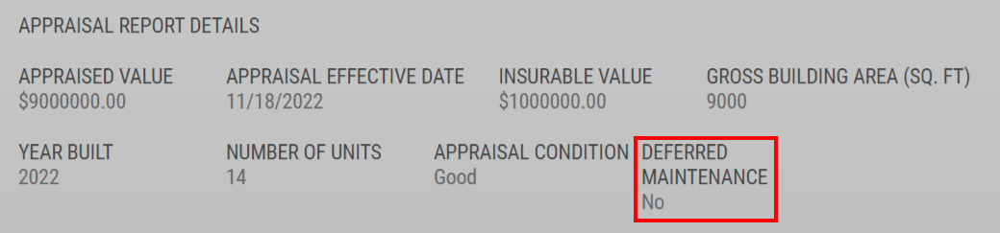 APPRAISAL REPORT DETAILS
APPRAISED VALUE APPRAISAL EFFECTIVE DATE INSURABLE VALUE GROSS BUILDING AREA (SQ. FT)
$9000000.00 11/18/2022 $1000000.00 9000
YEAR BUILT NUMBER OF UNITS APPRAISAL CONDITION DEFERRED
2022 14 Good MAINTENANCE
No